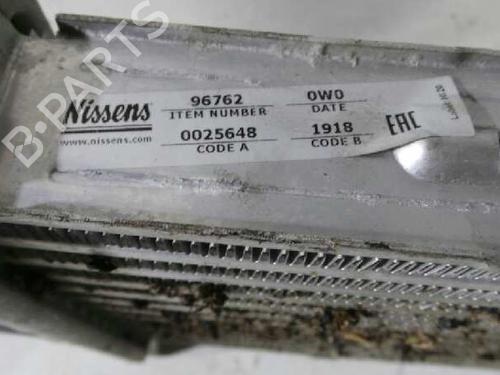 B-PARTS
Nissens
www.nissens.com
96762
ITEM NUMBER
0W0
DATE
0025648
CODE A
1918
CODE B
EAC